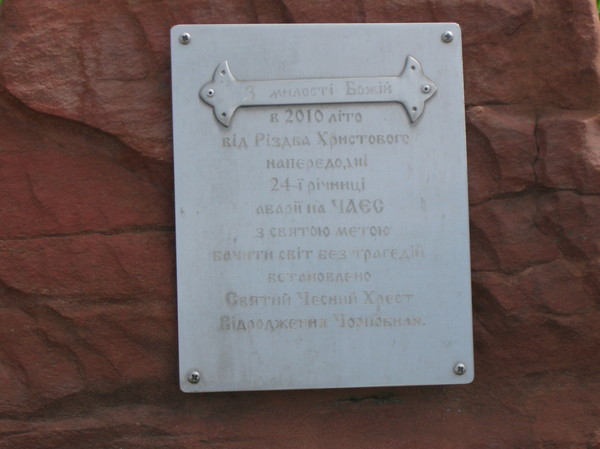 З милості Божій
в 2010 літо
від Різдва Христового
напередодні
24-ї річниці
аварії на ЧАЕС
з святою метою
бачити світ без трагедій
встановлено
Святий Чесний Хрест
Відродження Чорнобиля.